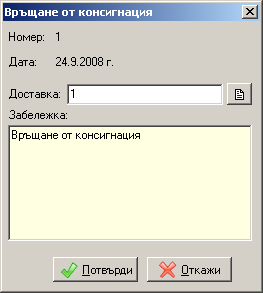 Връщане от консигнация
Номер: 1
Дата: 24.9.2008 г.
Доставка: 1
Забележка:
Връщане от консигнация
Потвърди Откажи